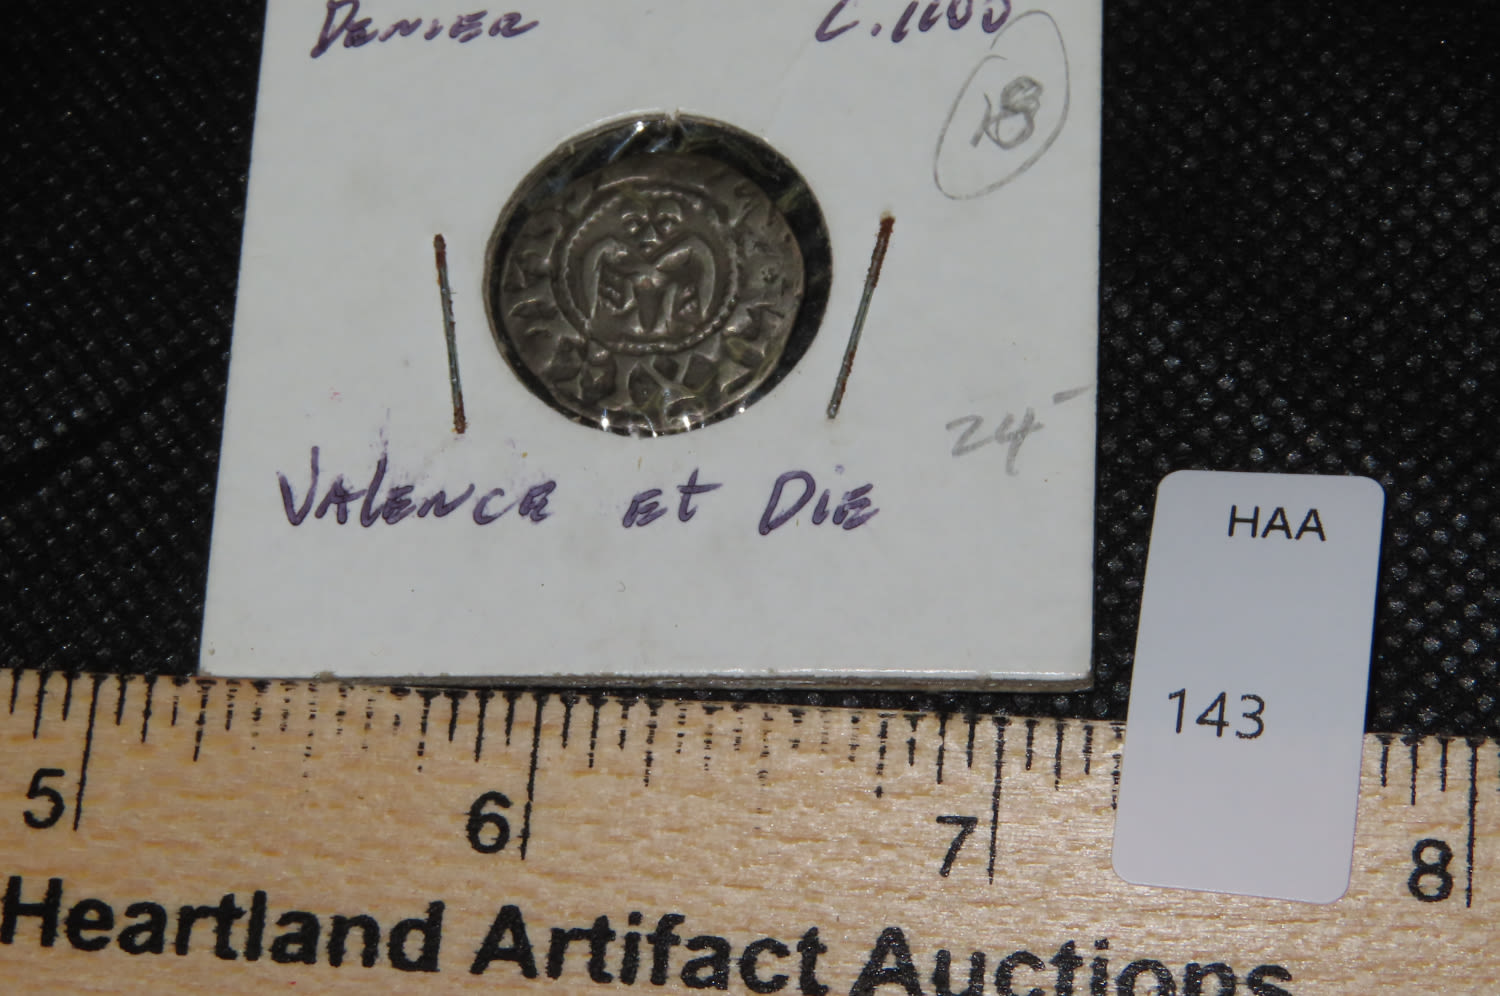 DENIER C. 1100
18
24-
VALENCE ET DIE
HAA
143
5 6 7 8
Heartland Artifact Auctions